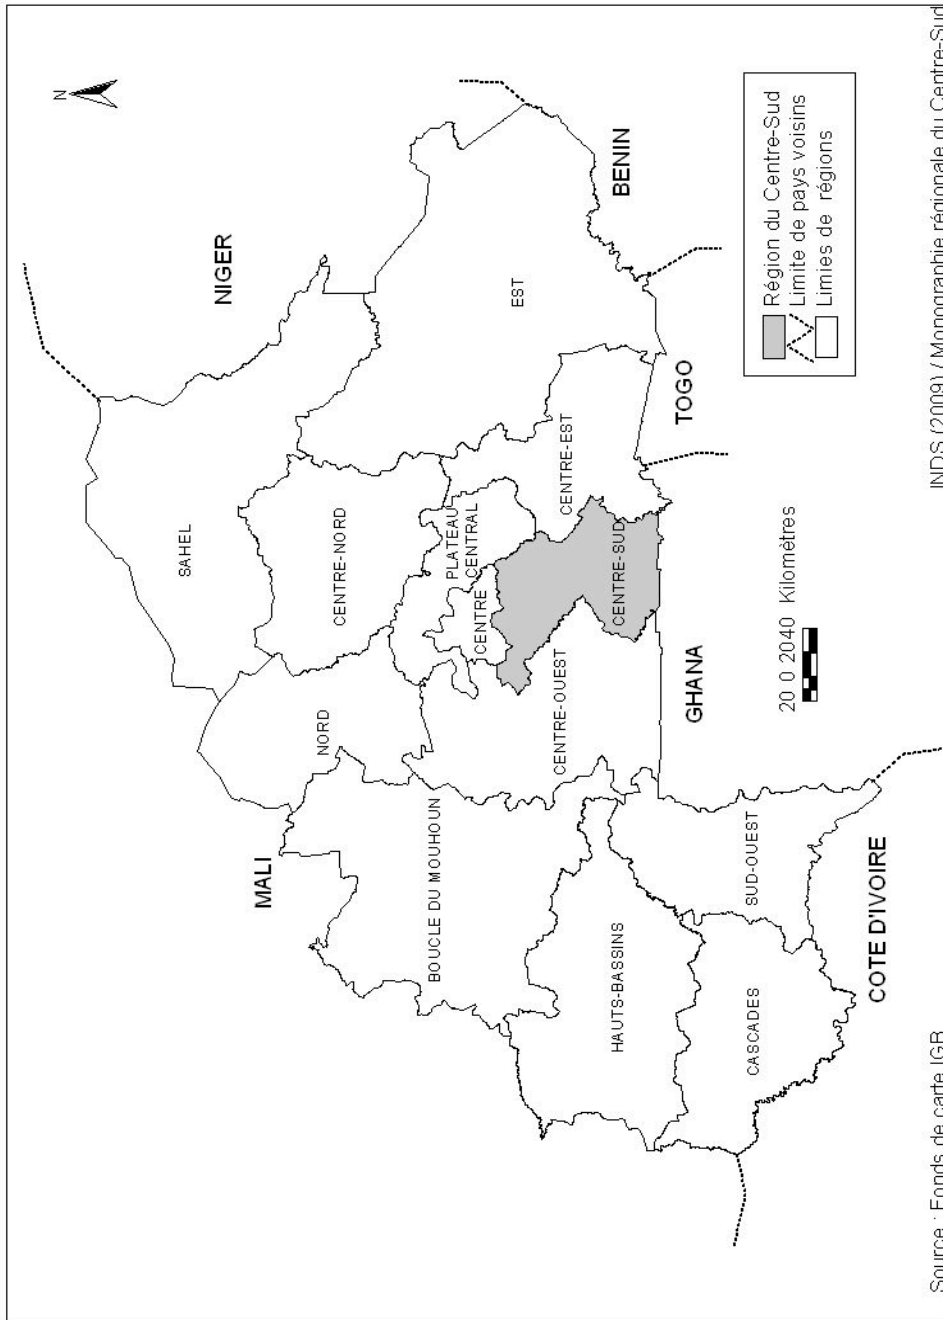 N
NIGER
SAHEL
MALI
NORD
CENTRE-NORD
BOUCLE DU MOUHOUN
PLATEAU
CENTRAL
CENTRE
EST
CENTRE-OUEST
CENTRE-EST
HAUTS-BASSINS
CENTRE-SUD
BENIN
TOGO
GHANA
SUD-OUEST
CASCADES
COTE D'IVOIRE
20 0 2040 Kilomètres
Région du Centre-Sud
Limite de pays voisins
Limies de régions
Source : Fonds de carte IGB
INDS (2009) / Monographie régionale du Centre-Sud